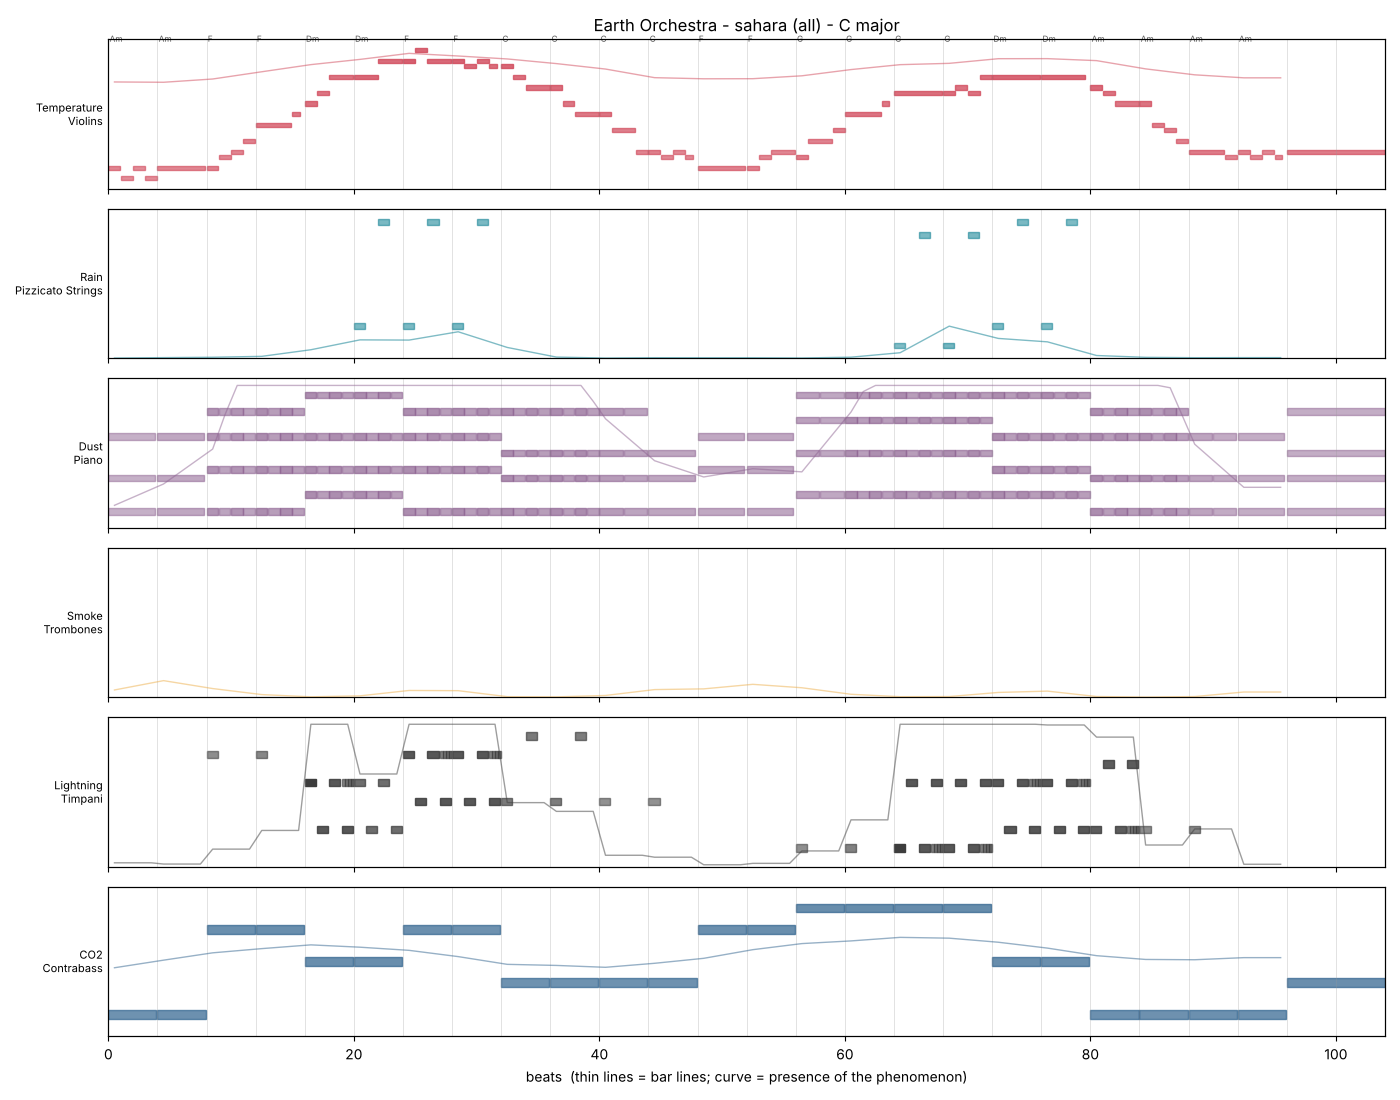 Earth Orchestra - sahara (all) - C major
Am Am F F Dm Dm F F C C C C F F G G G G Dm Dm Am Am Am Am
Temperature
Violins
Rain
Pizzicato Strings
Dust
Piano
Smoke
Trombones
Lightning
Timpani
CO2
Contrabass
0 20 40 60 80 100
beats (thin lines = bar lines; curve = presence of the phenomenon)